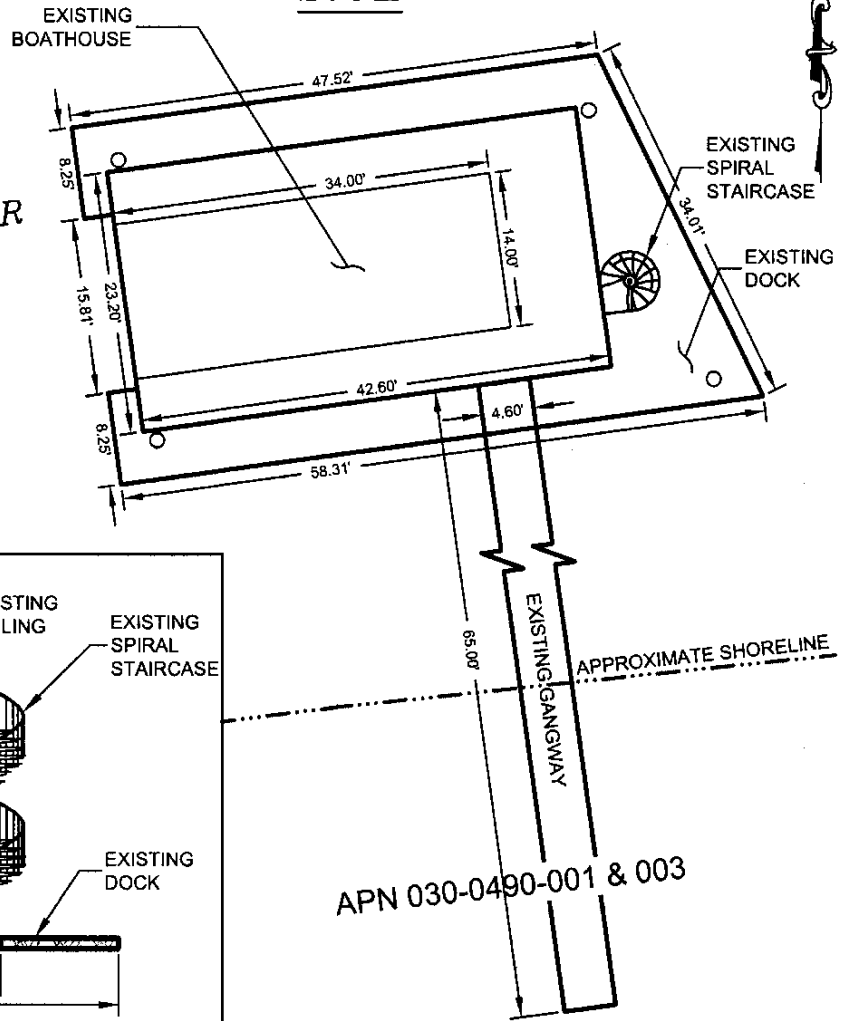 EXISTING
BOATHOUSE
47.52'
8.25'
R
34.00'
EXISTING
SPIRAL
STAIRCASE
34.01'
14.00'
15.81'
23.20'
EXISTING
DOCK
42.60'
4.60'
8.25'
58.31'
STING
LING
EXISTING
SPIRAL
STAIRCASE
65.00'
EXISTING GANGWAY
APPROXIMATE SHORELINE
EXISTING
DOCK
APN 030-0490-001 & 003